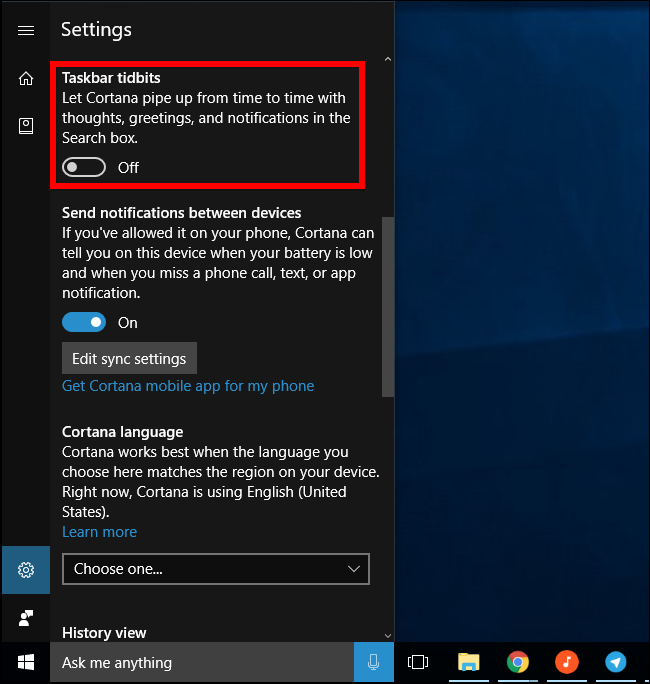 Settings
Taskbar tidbits
Let Cortana pipe up from time to time with
thoughts, greetings, and notifications in the
Search box.
Off
Send notifications between devices
If you've allowed it on your phone, Cortana can
tell you on this device when your battery is low
and when you miss a phone call, text, or app
notification.
On
Edit sync settings
Get Cortana mobile app for my phone
Cortana language
Cortana works best when the language you
choose here matches the region on your device.
Right now, Cortana is using English (United
States).
Learn more
Choose one...
History view
Ask me anything